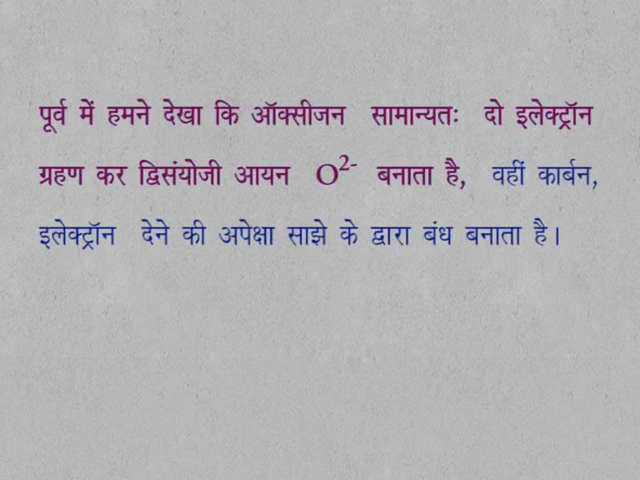 पूर्व में हमने देखा कि ऑक्सीजन सामान्यतः दो इलेक्ट्रॉन
ग्रहण कर द्विसंयोजी आयन O²⁻ बनाता है, वहीं कार्बन,
इलेक्ट्रॉन देने की अपेक्षा साझे के द्वारा बंध बनाता है।